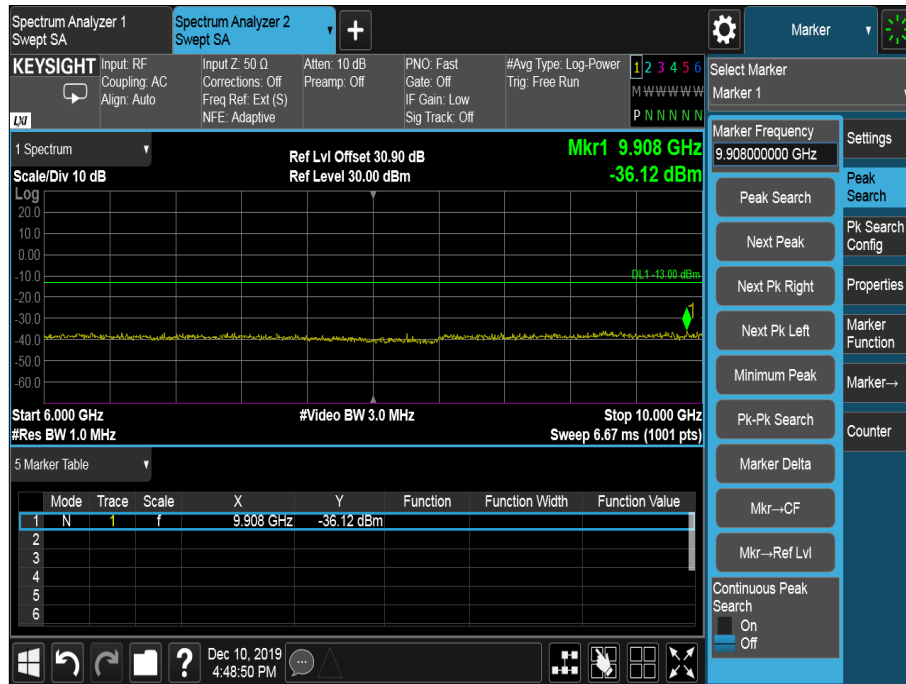 Spectrum Analyzer 1
Swept SA
Spectrum Analyzer 2
Swept SA
Marker
KEYSIGHT
LXI
Input: RF
Coupling: AC
Align: Auto
Input Z: 50 Ω
Corrections: Off
Freq Ref: Ext (S)
NFE: Adaptive
Atten: 10 dB
Preamp: Off
PNO: Fast
Gate: Off
IF Gain: Low
Sig Track: Off
#Avg Type: Log-Power
Trig: Free Run
1 2 3 4 5 6
M W W W W W
P N N N N N
Select Marker
Marker 1
1 Spectrum
Scale/Div 10 dB
Ref Lvl Offset 30.90 dB
Ref Level 30.00 dBm
Mkr1 9.908 GHz
-36.12 dBm
Log
20.0
10.0
0.00
-10.0
-20.0
-30.0
-40.0
-50.0
-60.0
DL1 -13.00 dBm
1
Start 6.000 GHz
#Res BW 1.0 MHz
#Video BW 3.0 MHz
Stop 10.000 GHz
Sweep 6.67 ms (1001 pts)
5 Marker Table
Mode Trace Scale X Y Function Function Width Function Value
1 N 1 f 9.908 GHz -36.12 dBm
2
3
4
5
6
Marker Frequency
9.908000000 GHz
Peak Search
Next Peak
Next Pk Right
Next Pk Left
Minimum Peak
Pk-Pk Search
Marker Delta
Mkr→CF
Mkr→Ref Lvl
Continuous Peak
Search
On
Off
Settings
Peak
Search
Pk Search
Config
Properties
Marker
Function
Marker→
Counter
?
Dec 10, 2019
4:48:50 PM